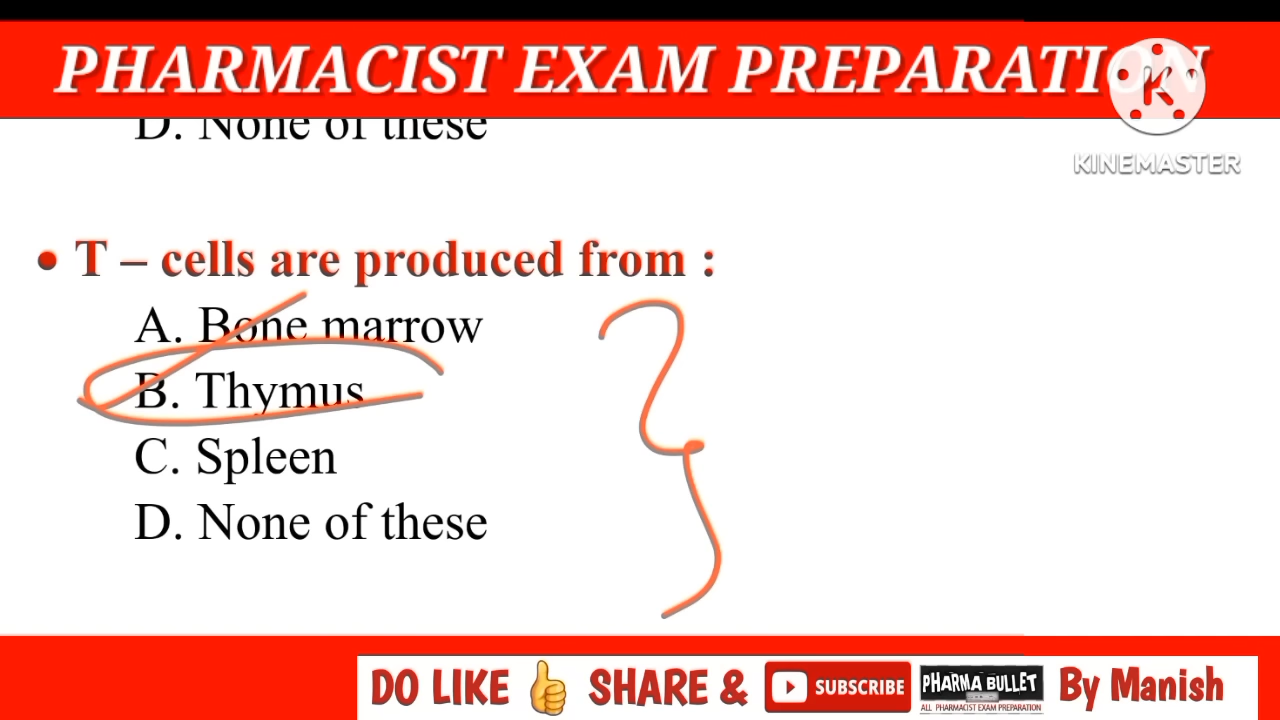 PHARMACIST EXAM PREPARATION
K
KINEMASTER
D. None of these
• T – cells are produced from :
A. Bone marrow
B. Thymus
C. Spleen
D. None of these
DO LIKE 👍 SHARE & SUBSCRIBE PHARMA BULLET By Manish
ALL PHARMACIST EXAM PREPARATION